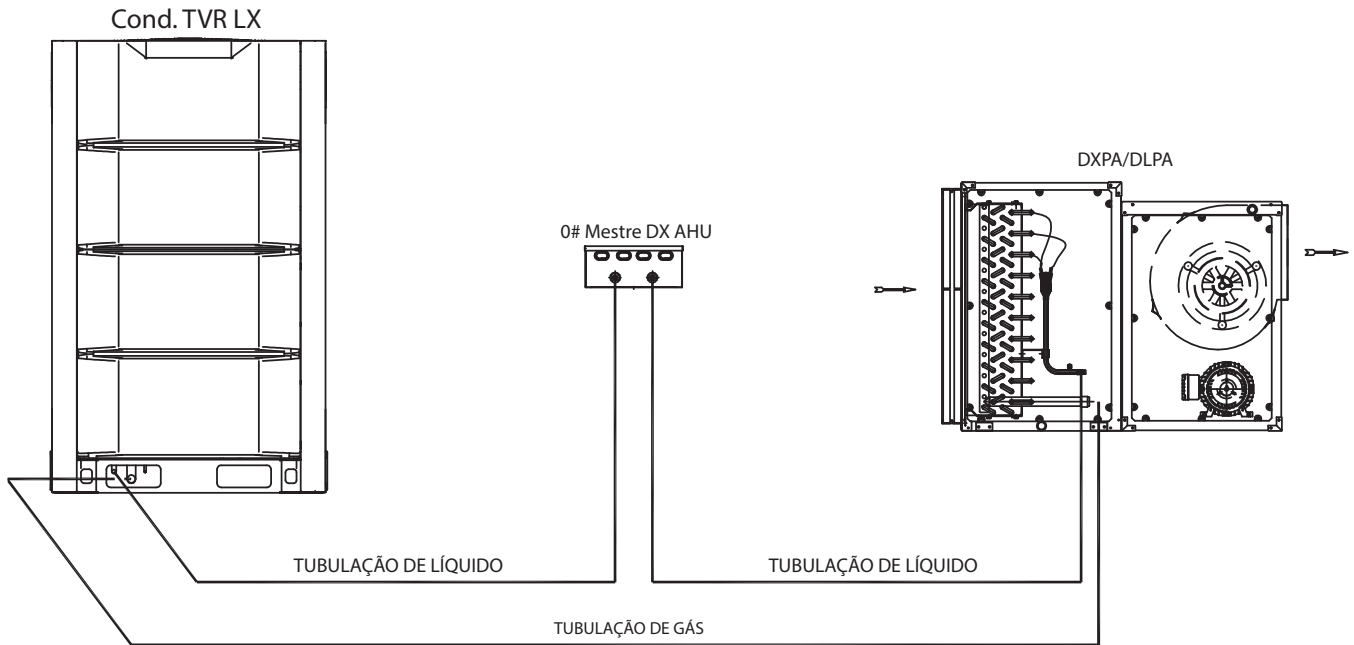 Cond. TVR LX
DXPA/DLPA
0# Mestre DX AHU
TUBULAÇÃO DE LÍQUIDO
TUBULAÇÃO DE LÍQUIDO
TUBULAÇÃO DE GÁS